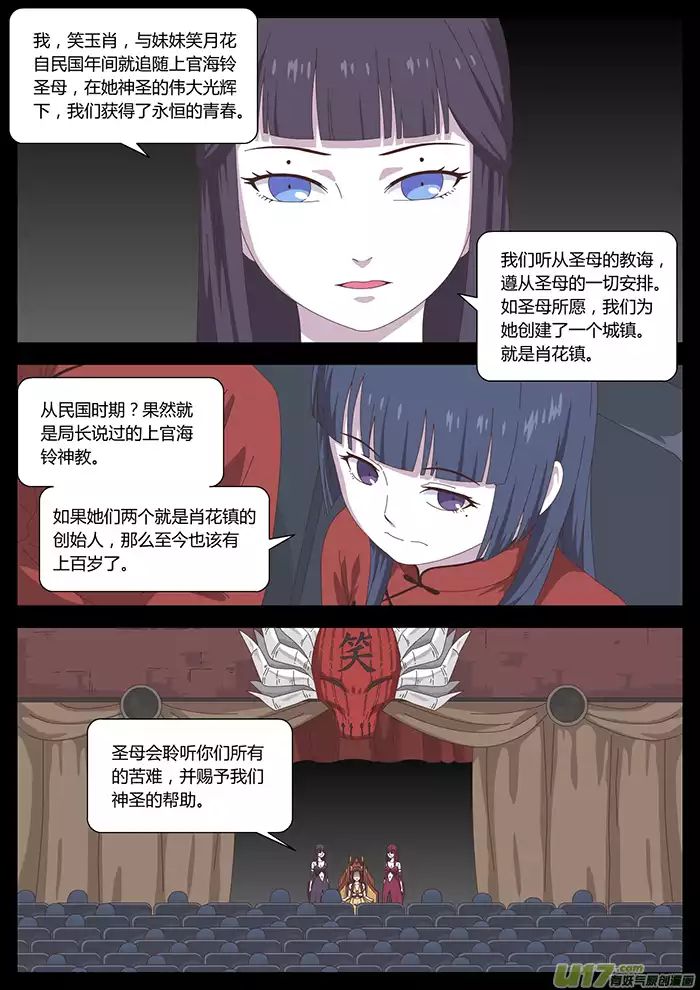 我，笑玉肖，与妹妹笑月花
自民国年间就追随上官海铃
圣母，在她神圣的伟大光辉
下，我们获得了永恒的青春。
我们听从圣母的教诲，
遵从圣母的一切安排。
如圣母所愿，我们为
她创建了一个城镇。
就是肖花镇。
从民国时期？果然就
是局长说过的上官海
铃神教。
如果她们两个就是肖花镇的
创始人，那么至今也该有
上百岁了。
笑
圣母会聆听你们所有
的苦难，并赐予我们
神圣的帮助。
U17.com
有妖气原创漫画